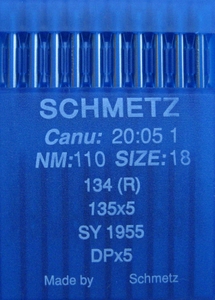 SCHMETZ
Canu: 20:05 1
NM:110 SIZE:18
134 (R)
135x5
SY 1955
DPx5
Made by Schmetz